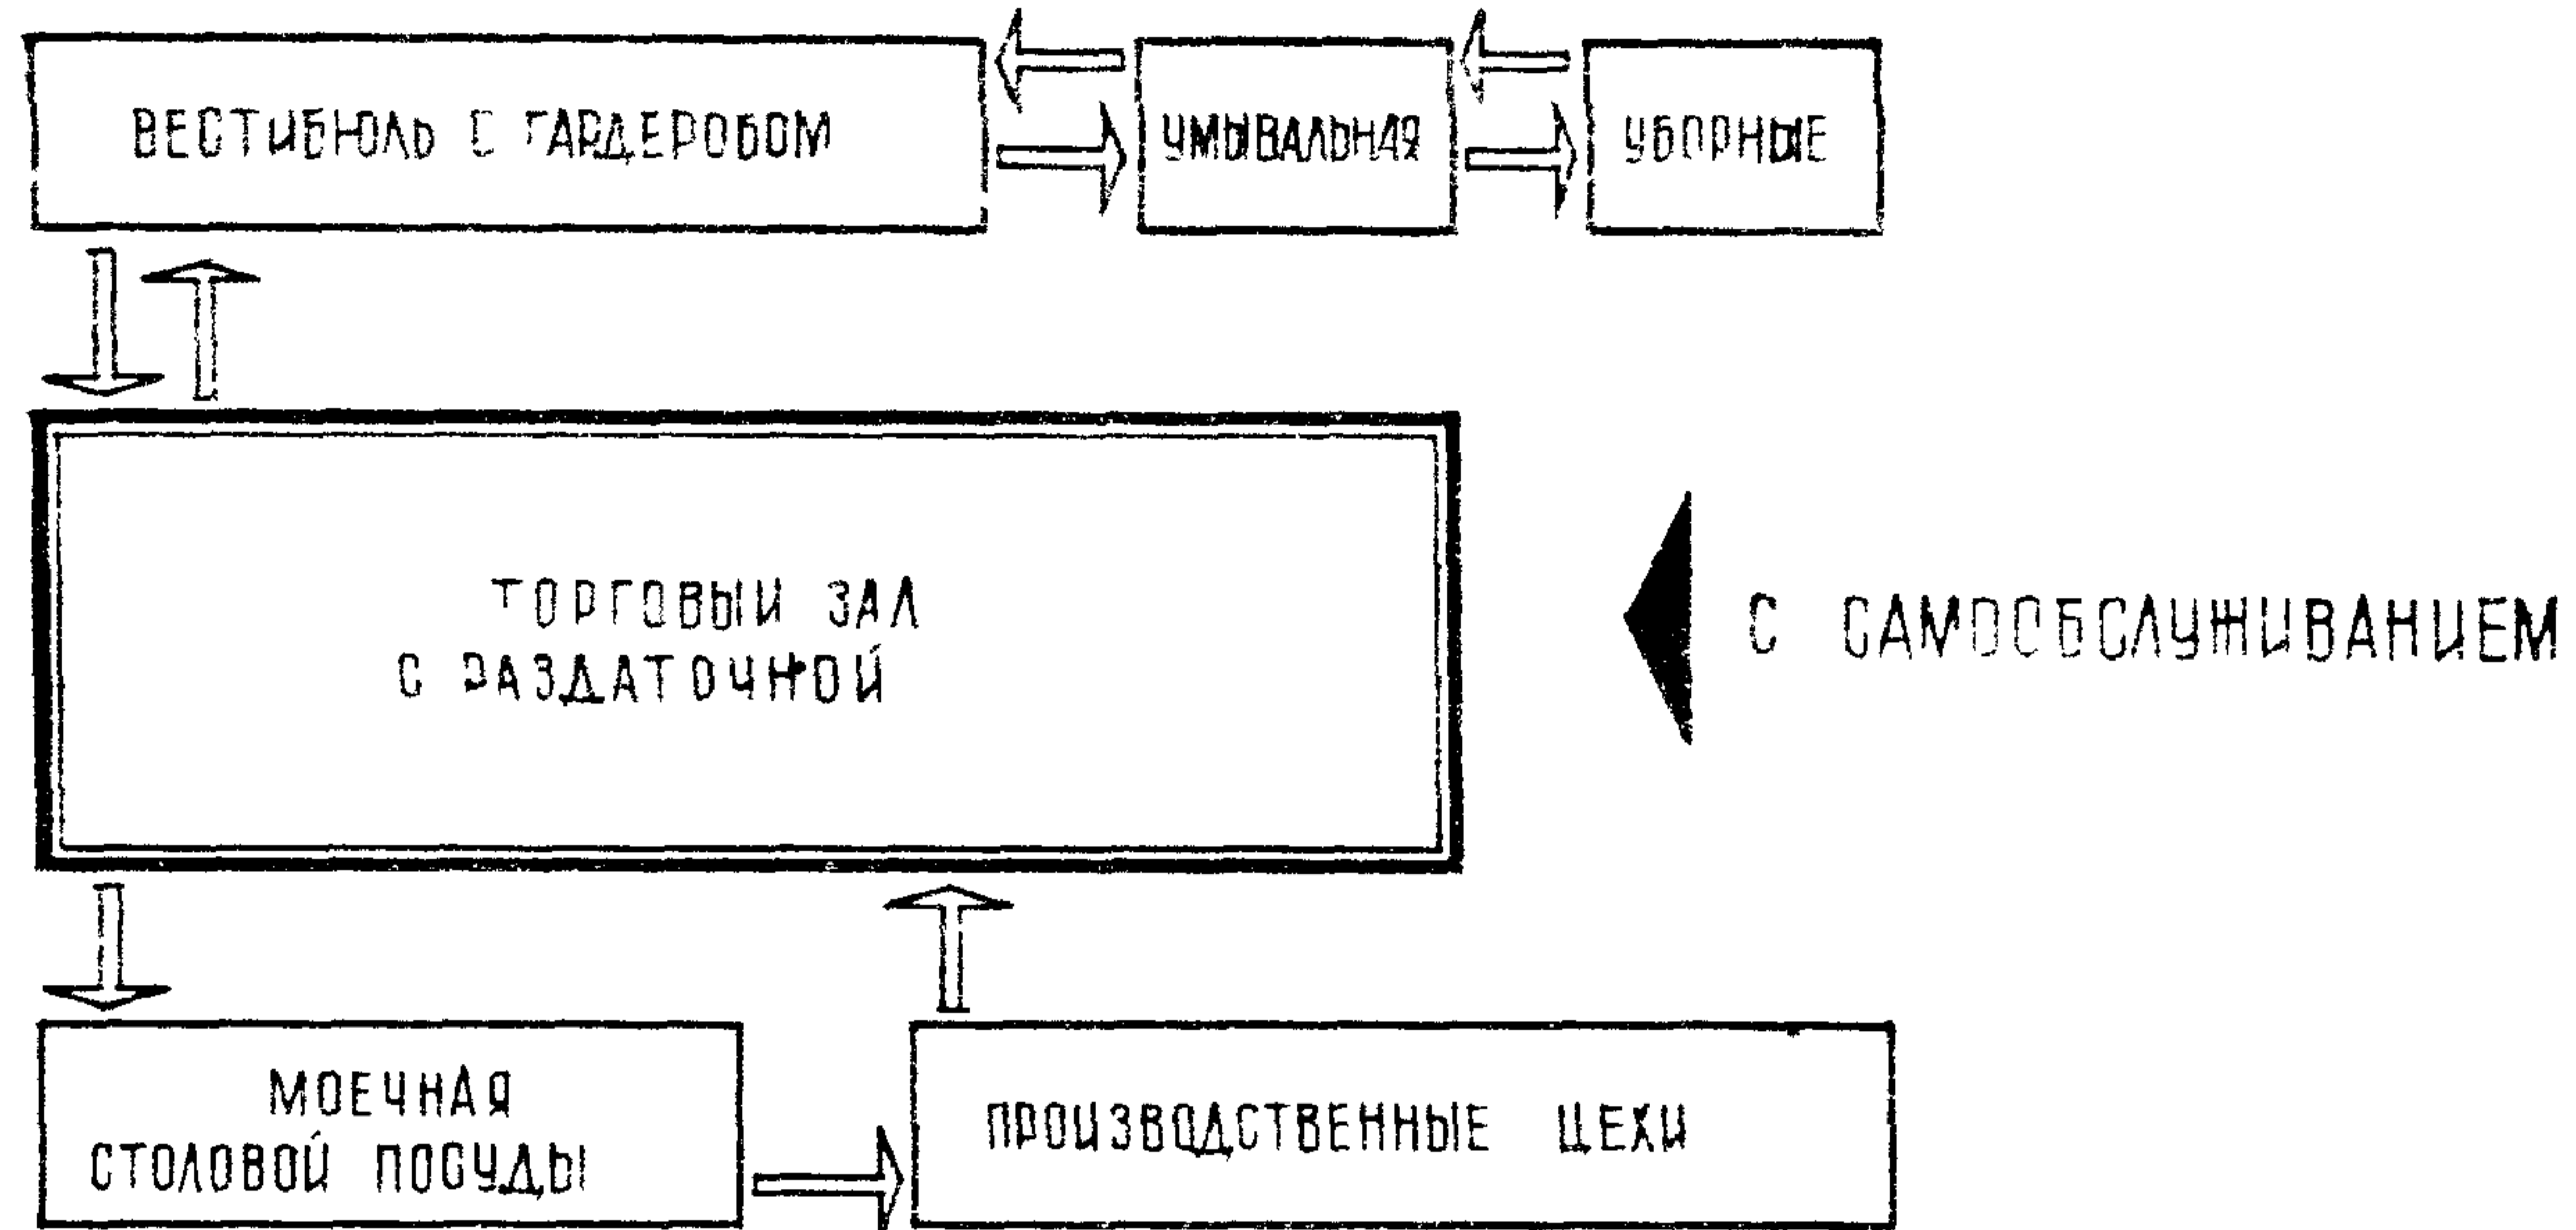 ВЕСТИБЮЛЬ С ГАРДЕРОБОМ
УМЫВАЛЬНАЯ
УБОРНЫЕ
ТОРГОВЫЙ ЗАЛ
С РАЗДАТОЧНОЙ
С САМООБСЛУЖИВАНИЕМ
МОЕЧНАЯ
СТОЛОВОЙ ПОСУДЫ
ПРОИЗВОДСТВЕННЫЕ ЦЕХИ